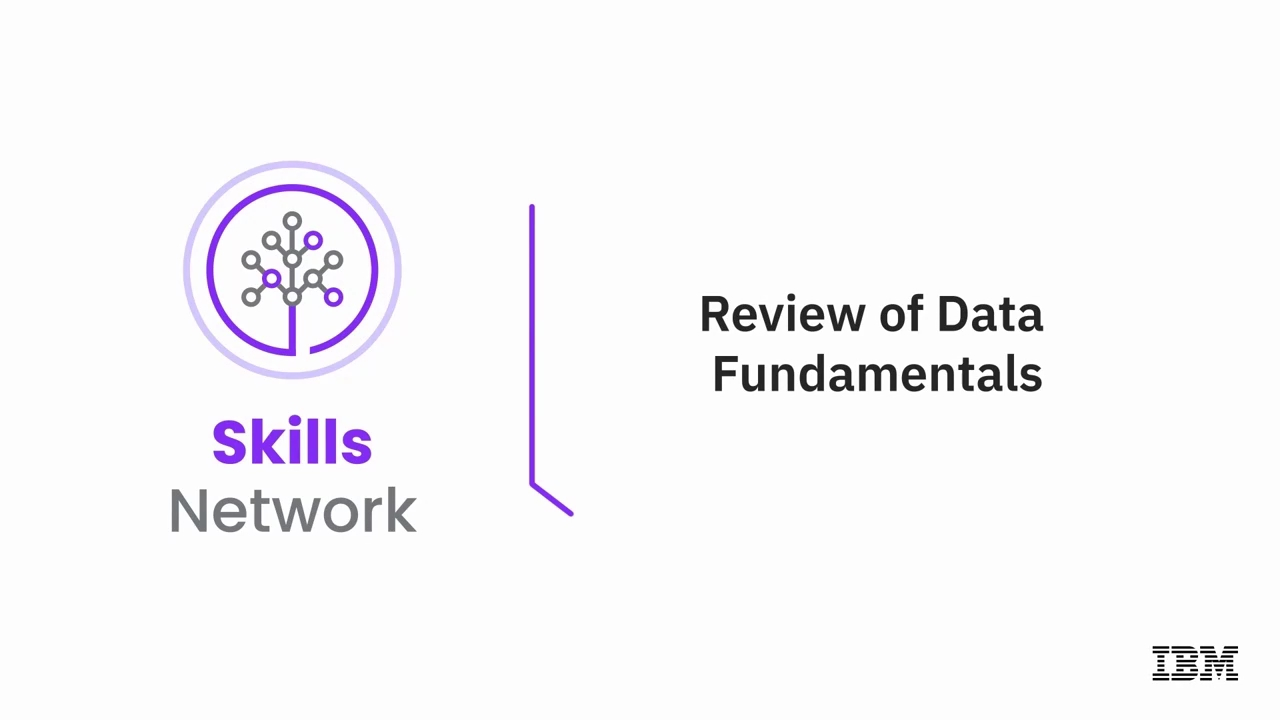 Skills
Network
Review of Data
Fundamentals
IBM